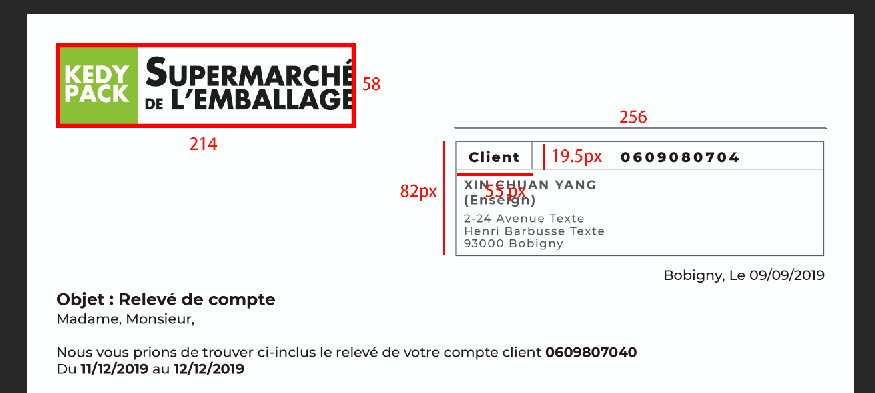 KEDY
PACK
SUPERMARCHÉ
DE L'EMBALLAGE
58
214
256
Client
19.5px
0609080704
82px
XIN CHUAN YANG
55 px
(Enseigh)
2-24 Avenue Texte
Henri Barbusse Texte
93000 Bobigny
Bobigny, Le 09/09/2019
Objet : Relevé de compte
Madame, Monsieur,
Nous vous prions de trouver ci-inclus le relevé de votre compte client 0609807040
Du 11/12/2019 au 12/12/2019